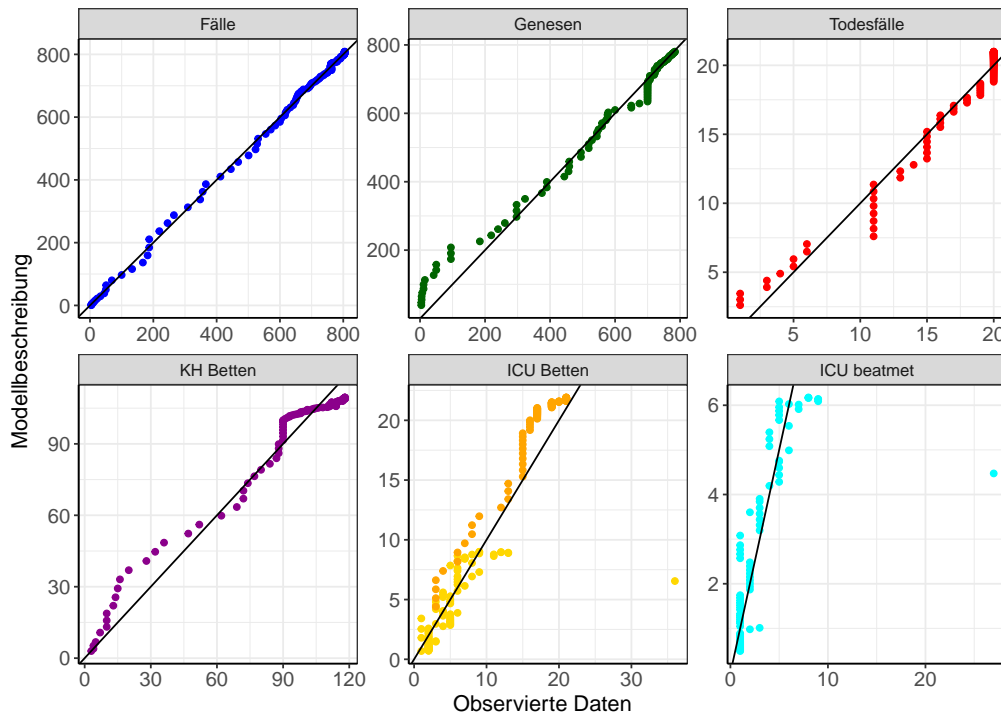 Fälle Genesen Todesfälle
800
600
400
200
0
0 200 400 600 800
800
600
400
200
0 200 400 600 800
20
15
10
5
5 10 15 20
KH Betten ICU Betten ICU beatmet
90
60
30
0
0 30 60 90 120
20
15
10
5
0
0 10 20 30
6
4
2
0 10 20
Modellbeschreibung
Observierte Daten